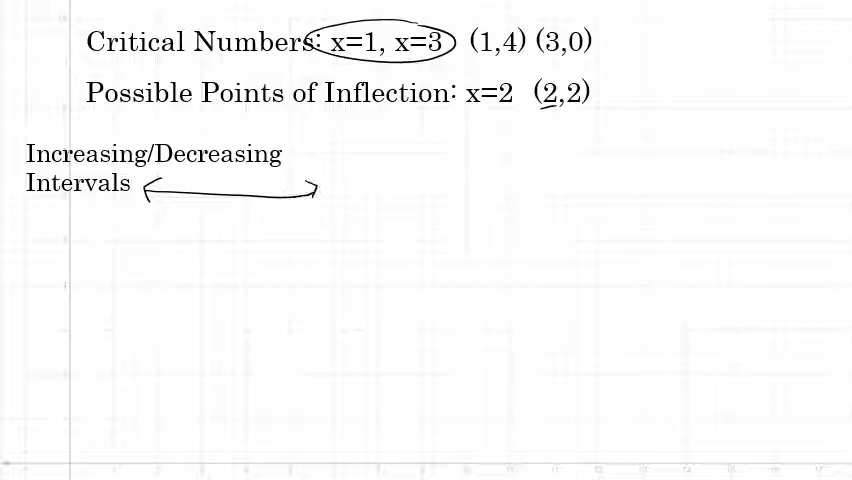 Critical Numbers: x=1, x=3 (1,4) (3,0)
Possible Points of Inflection: x=2 (2,2)
Increasing/Decreasing
Intervals